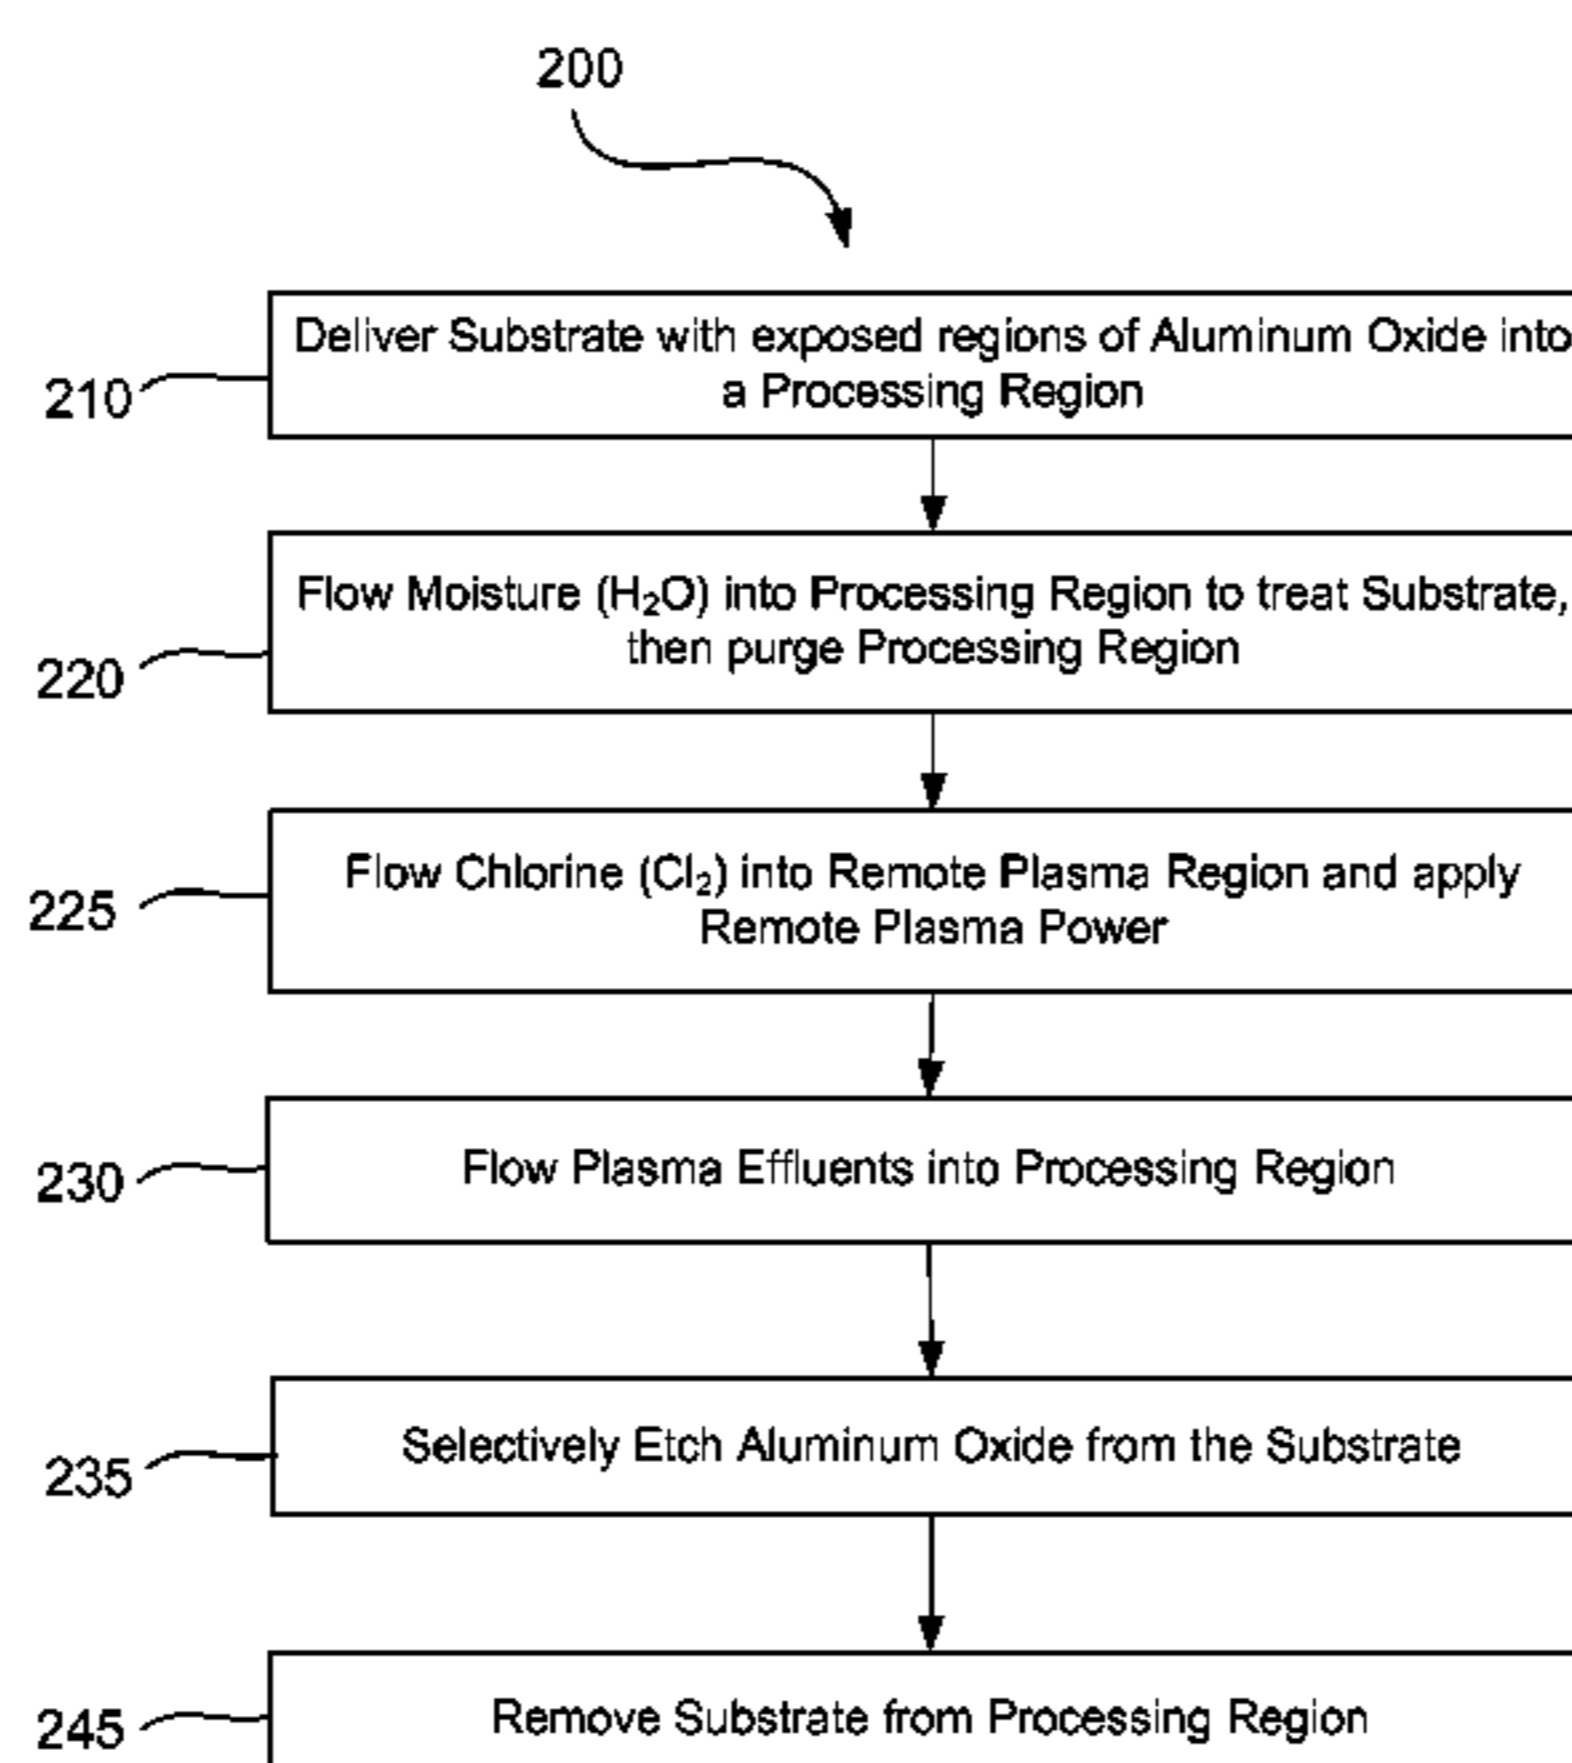 200
Deliver Substrate with exposed regions of Aluminum Oxide into
a Processing Region
210
Flow Moisture (H₂O) into Processing Region to treat Substrate,
then purge Processing Region
220
Flow Chlorine (Cl₂) into Remote Plasma Region and apply
Remote Plasma Power
225
Flow Plasma Effluents into Processing Region
230
Selectively Etch Aluminum Oxide from the Substrate
235
Remove Substrate from Processing Region
245